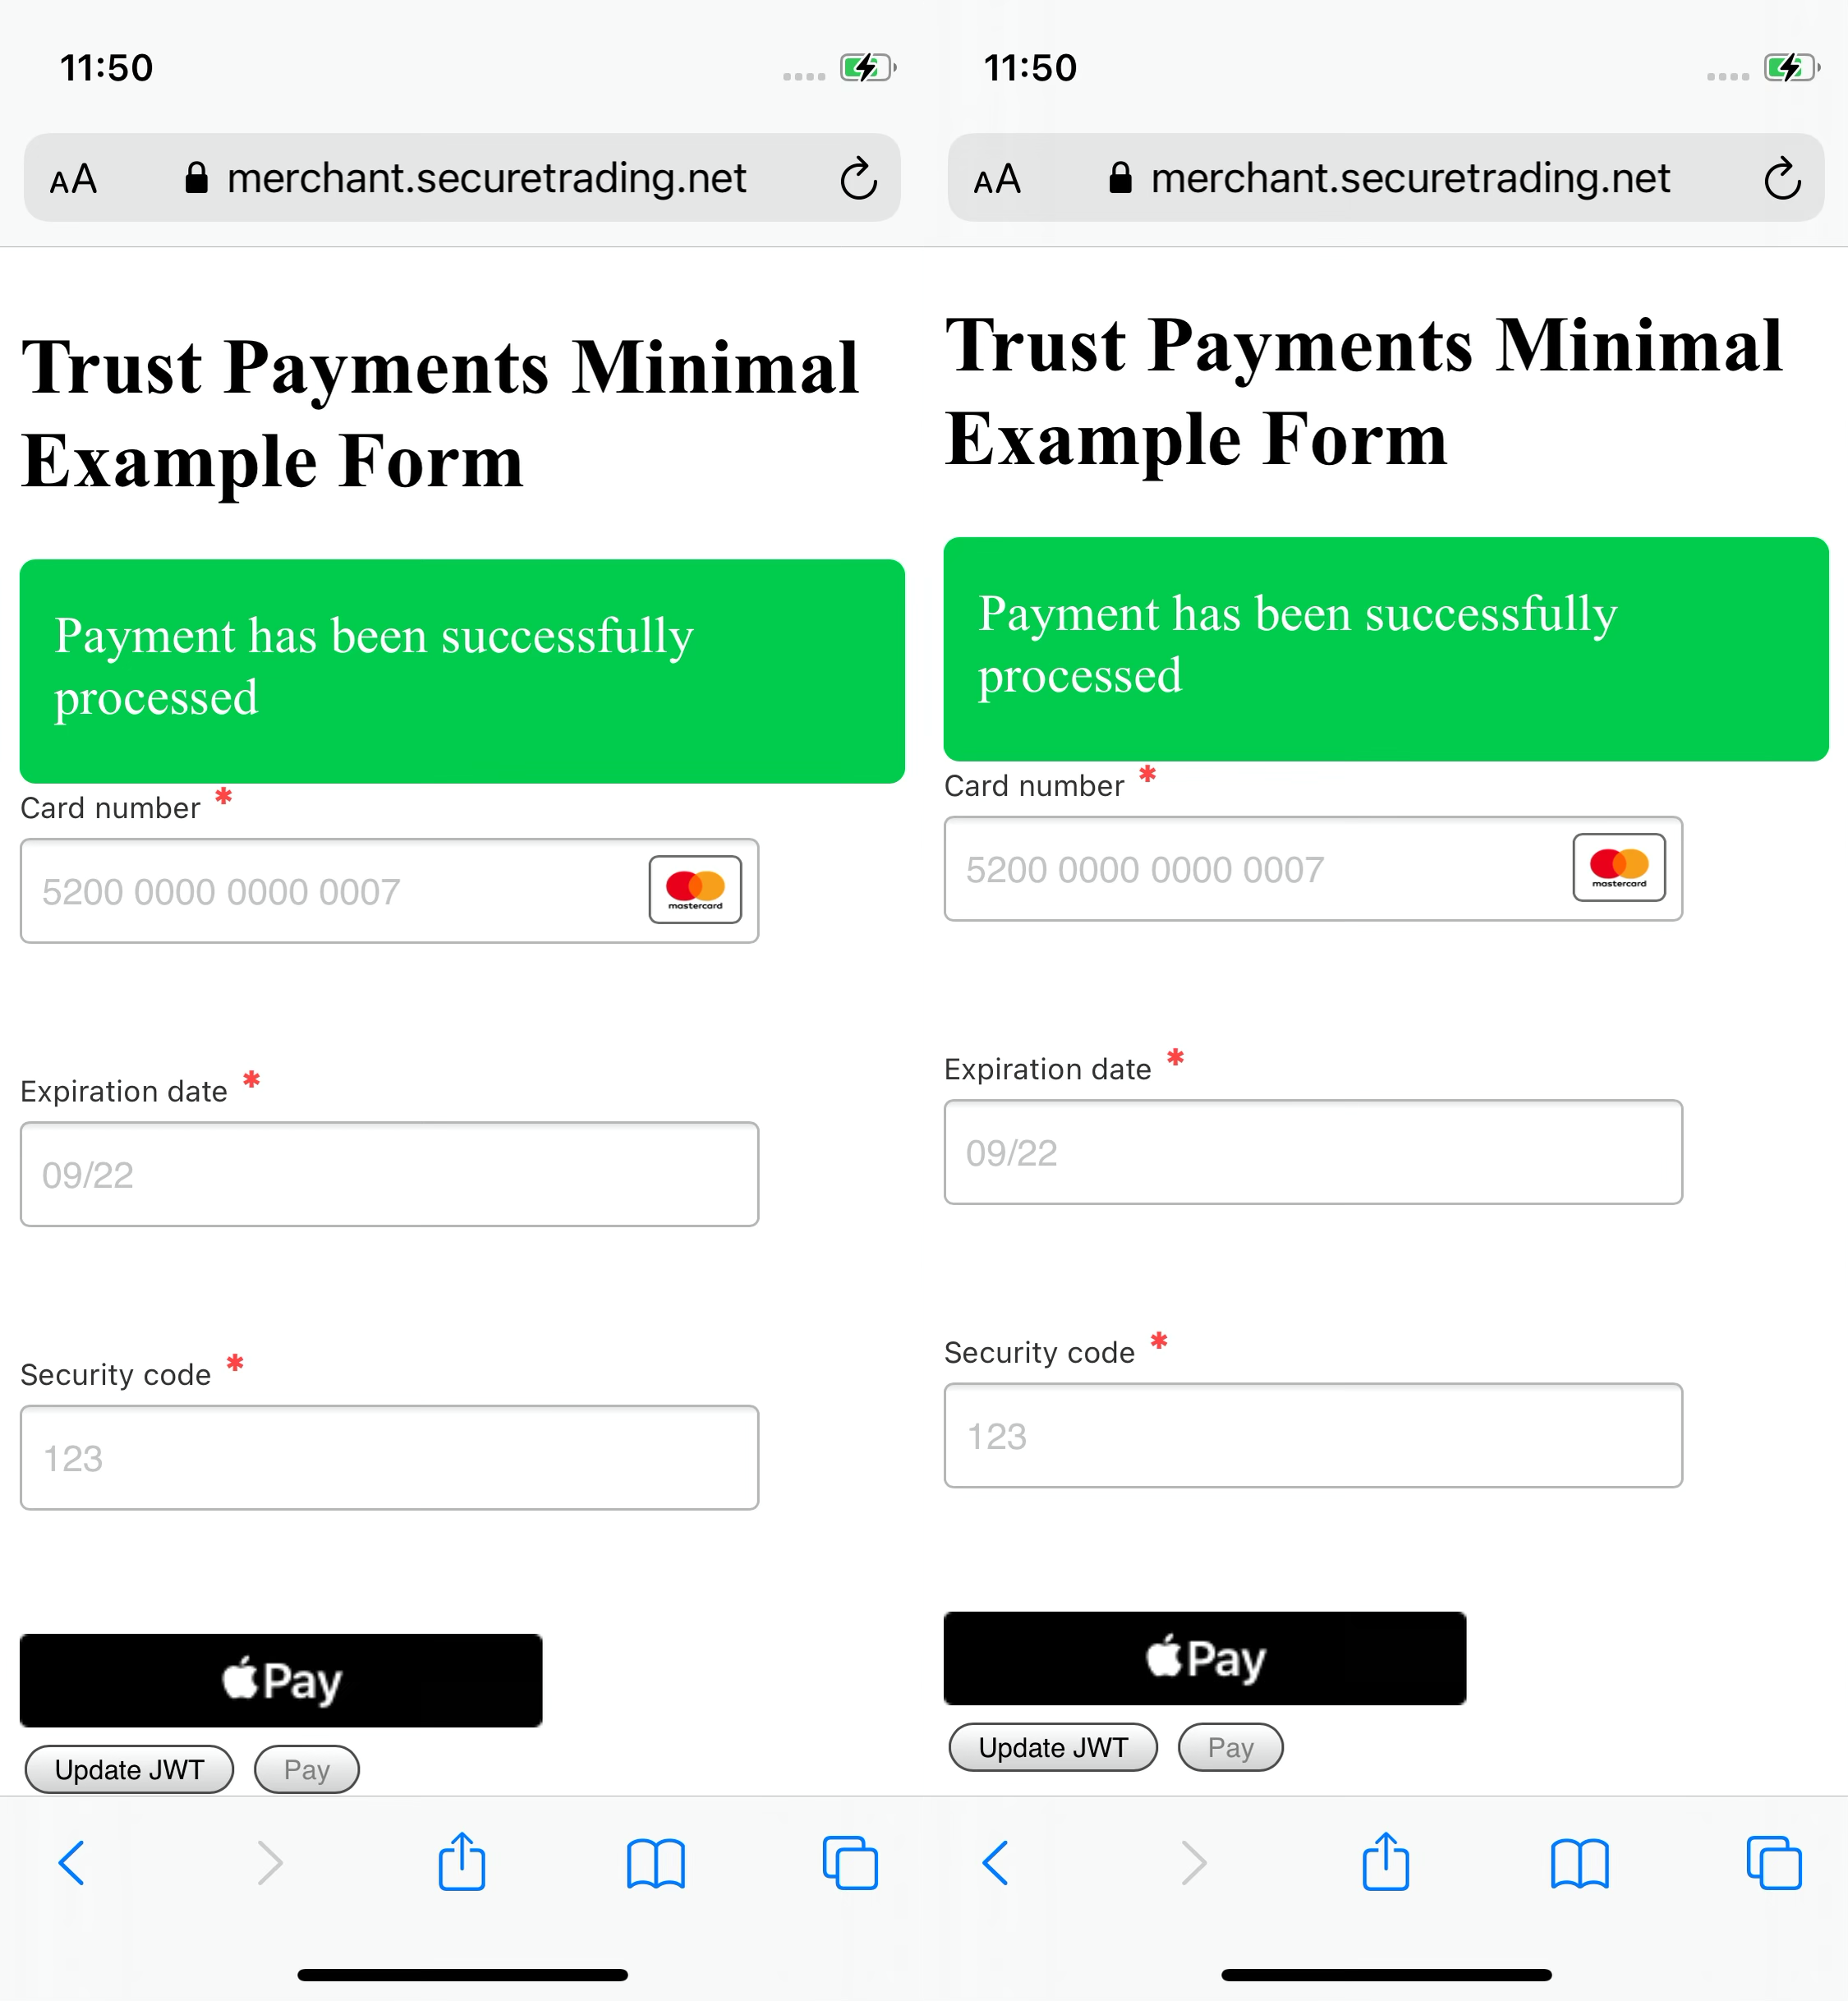 11:50
AA merchant.securetrading.net
Trust Payments Minimal
Example Form
Payment has been successfully
processed
Card number *
5200 0000 0000 0007
mastercard
Expiration date *
09/22
Security code *
123
Pay
Update JWT
Pay
11:50
AA merchant.securetrading.net
Trust Payments Minimal
Example Form
Payment has been successfully
processed
Card number *
5200 0000 0000 0007
mastercard
Expiration date *
09/22
Security code *
123
Pay
Update JWT
Pay